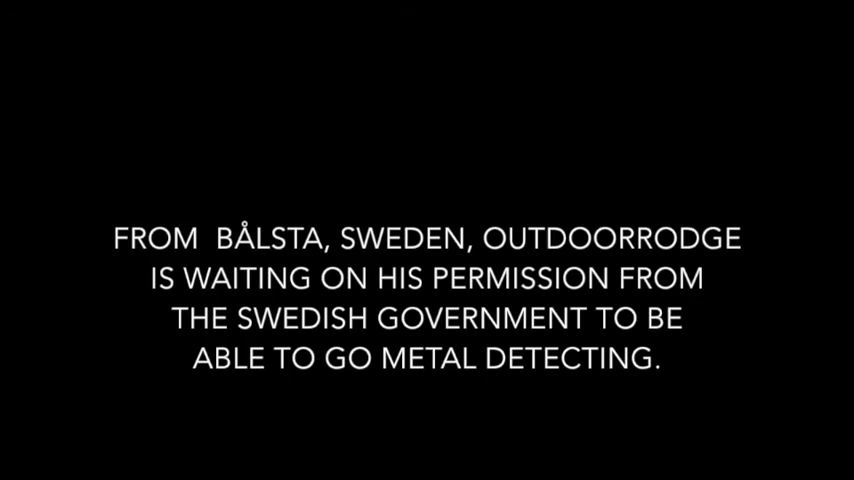 FROM  BÅLSTA, SWEDEN, OUTDOORRODGE
IS WAITING ON HIS PERMISSION FROM
THE SWEDISH GOVERNMENT TO BE
ABLE TO GO METAL DETECTING.